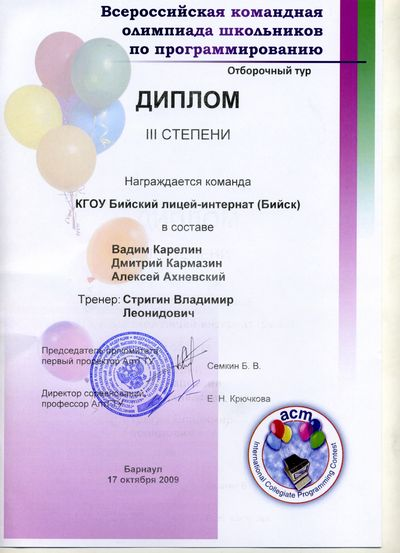 Всероссийская командная
олимпиада школьников
по программированию
Отборочный тур
ДИПЛОМ
III СТЕПЕНИ
Награждается команда
КГОУ Бийский лицей-интернат (Бийск)
в составе
Вадим Карелин
Дмитрий Кармазин
Алексей Ахневский
Тренер: Стригин Владимир
Леонидович
Председатель оргкомитета
первый проректор АлтГТУ
Семкин Б. В.
Директор соревнований,
профессор АлтГТУ
Е. Н. Крючкова
acm
International Collegiate Programming Contest
Барнаул
17 октября 2009